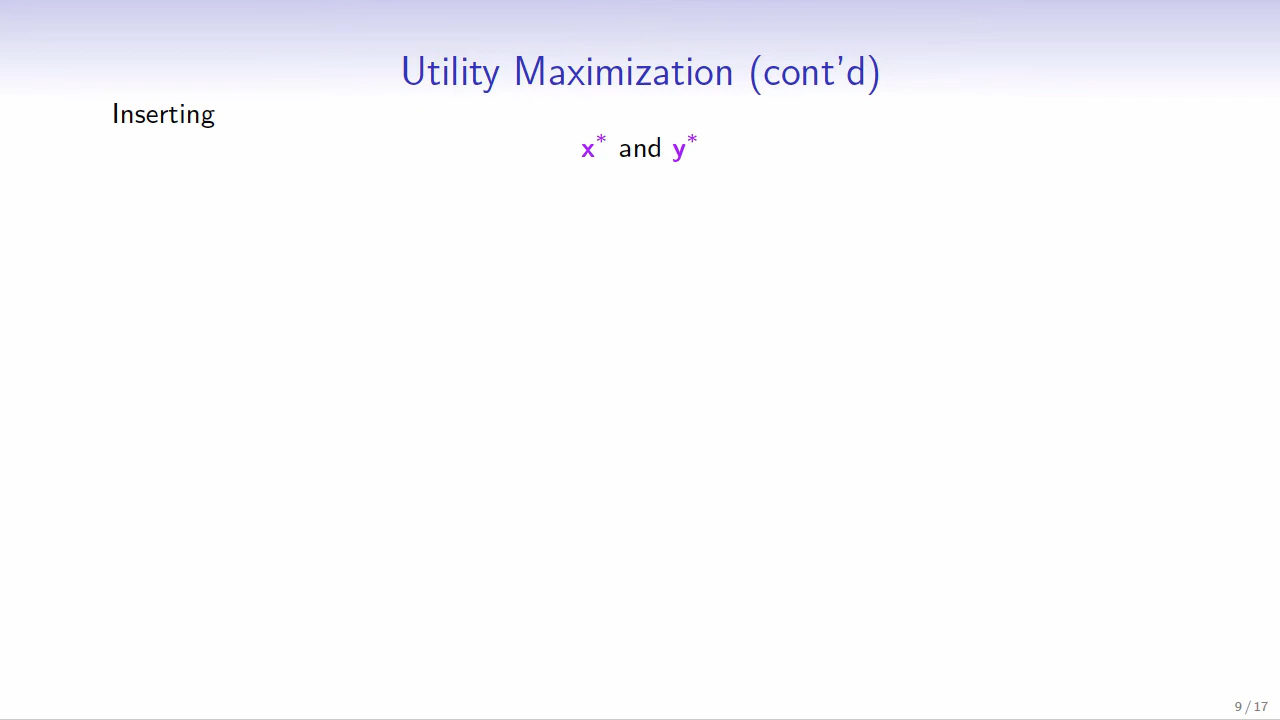 Utility Maximization (cont'd)
Inserting
x* and y*
9 / 17